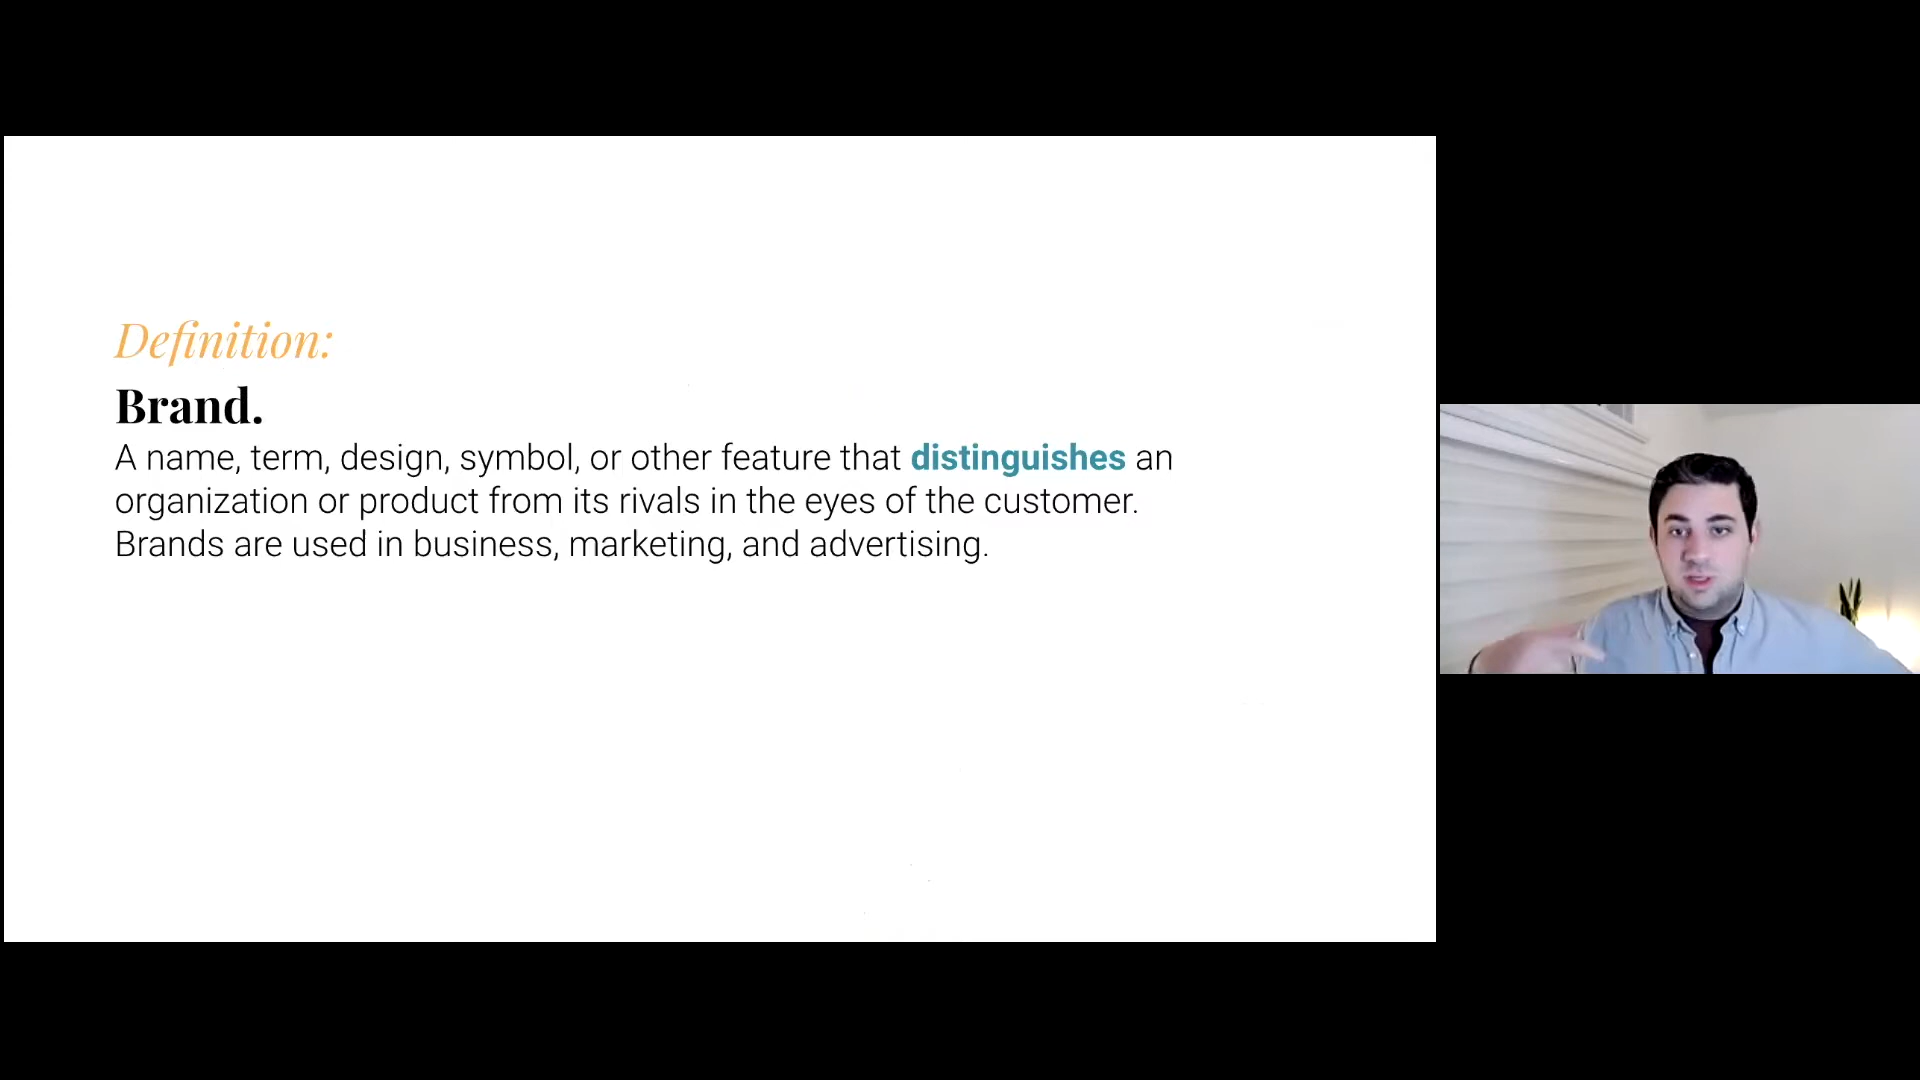 Definition:
Brand.
A name, term, design, symbol, or other feature that distinguishes an
organization or product from its rivals in the eyes of the customer.
Brands are used in business, marketing, and advertising.